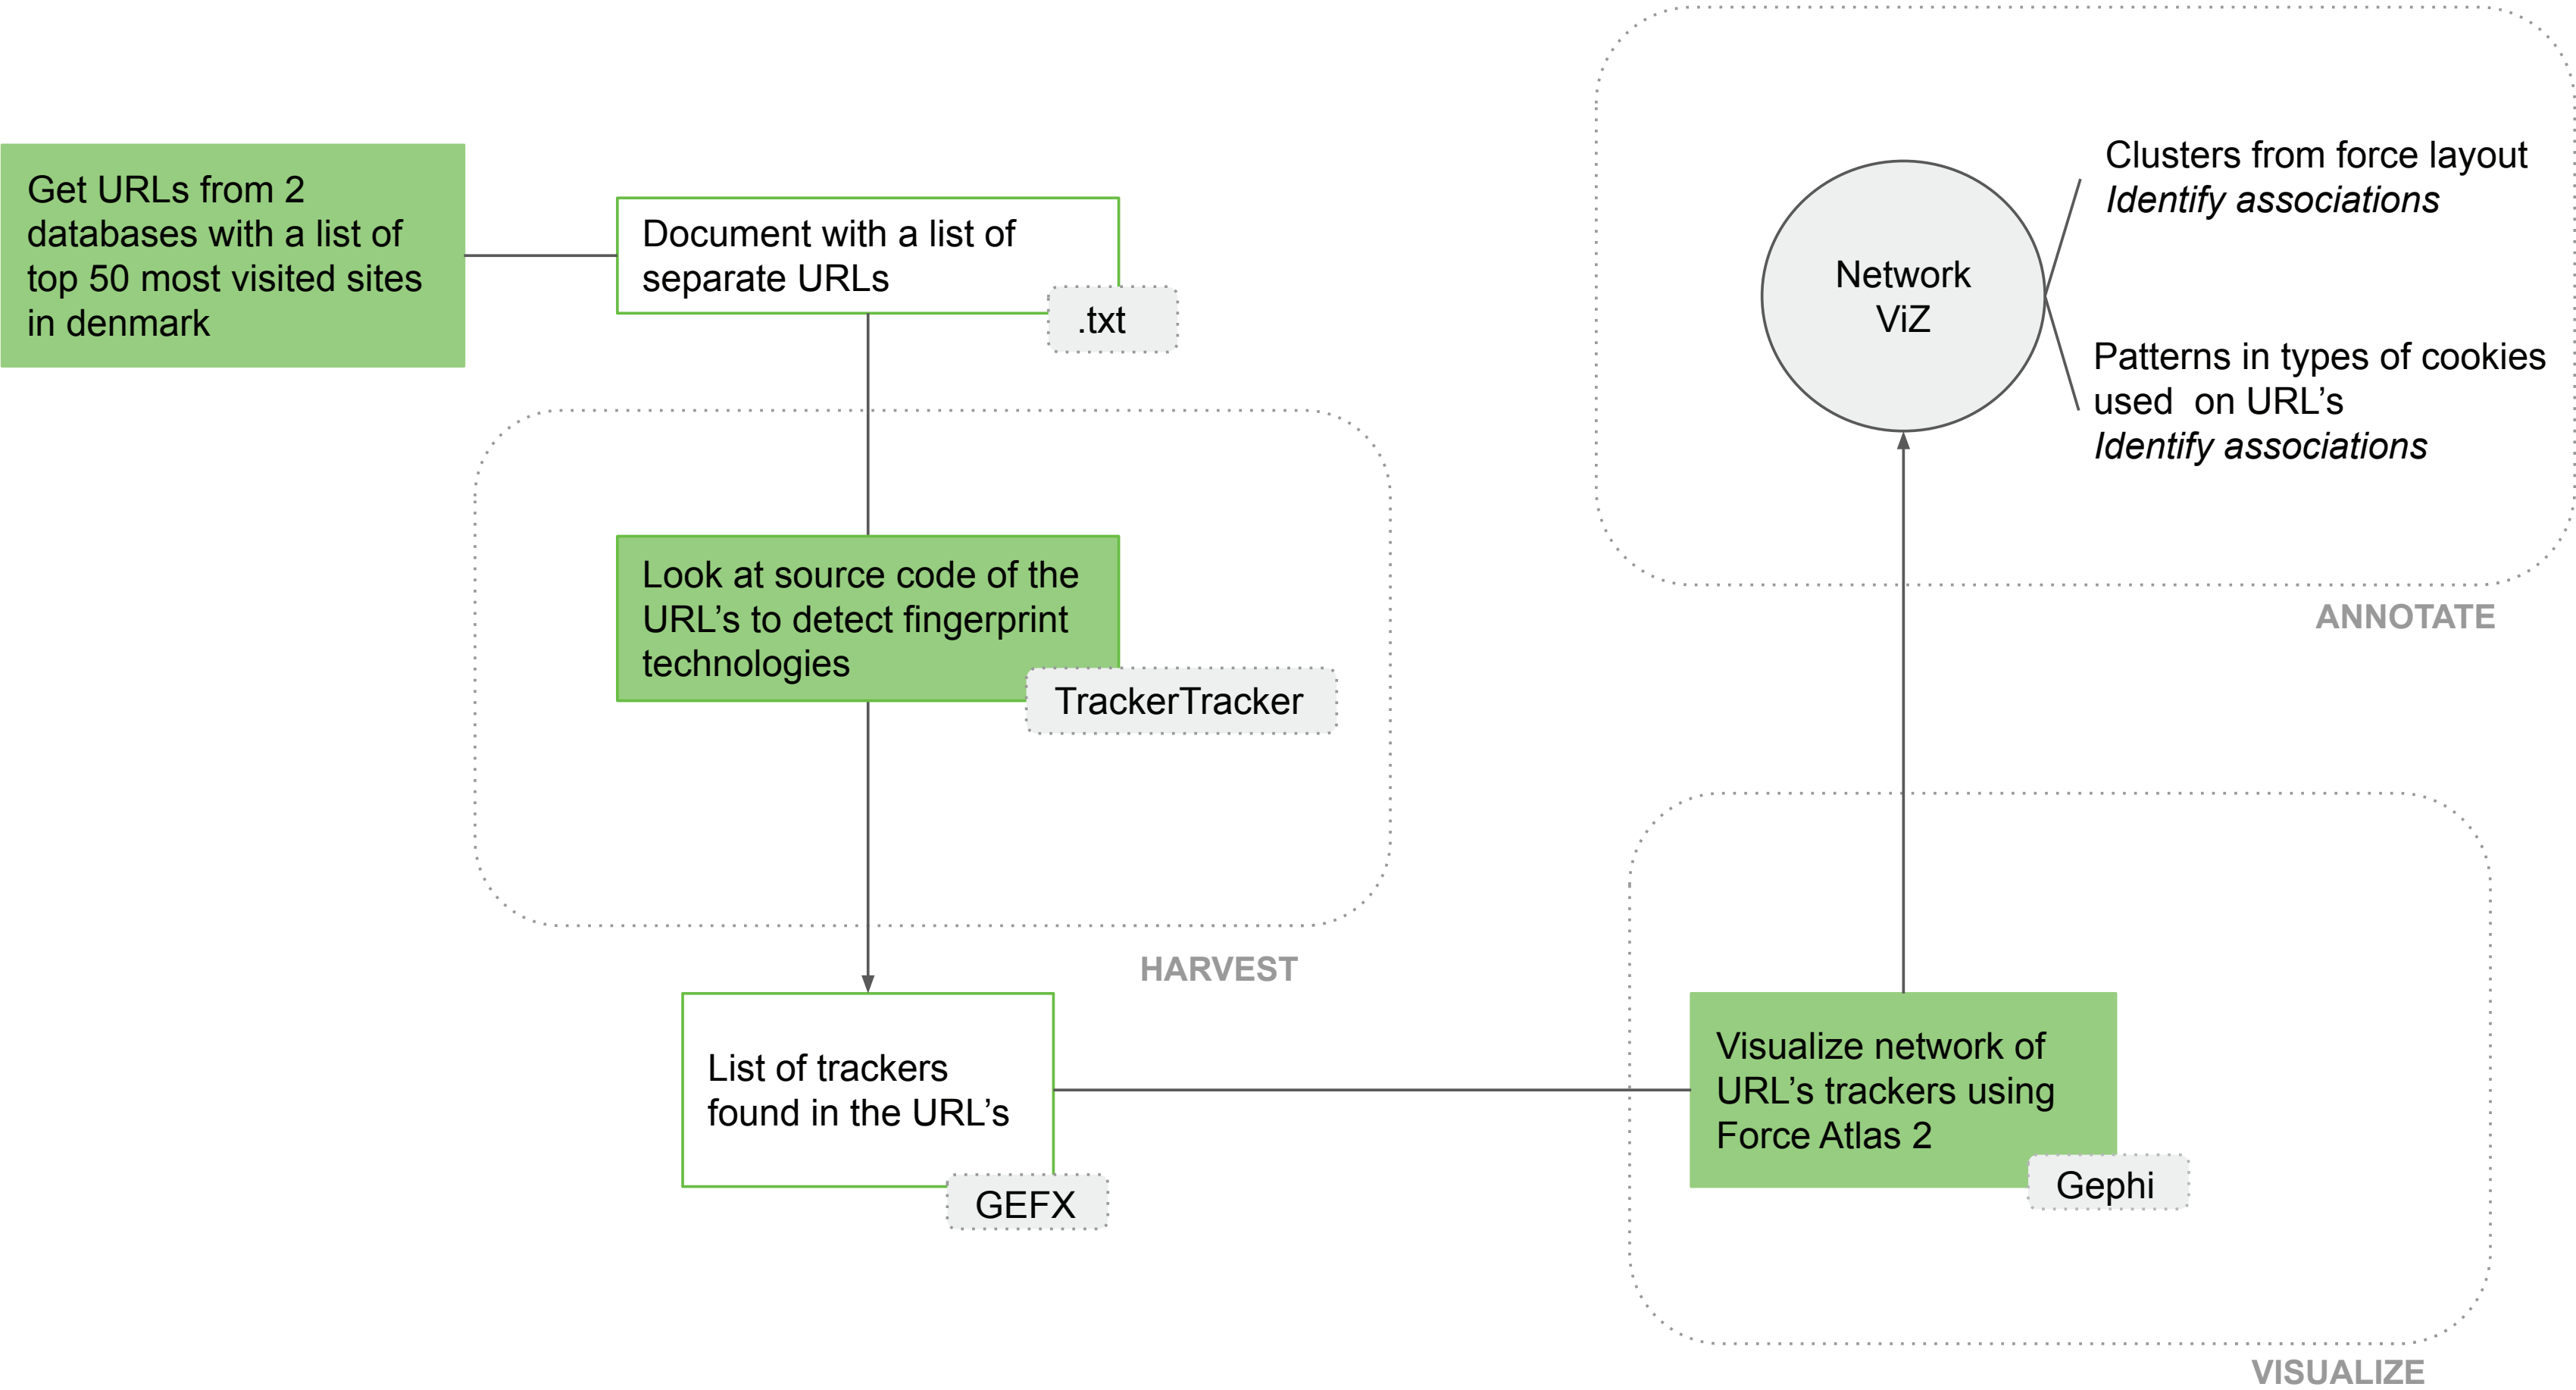 Get URLs from 2
databases with a list of
top 50 most visited sites
in denmark
Document with a list of
separate URLs
.txt
Look at source code of the
URL’s to detect fingerprint
technologies
TrackerTracker
HARVEST
List of trackers
found in the URL’s
GEFX
Visualize network of
URL’s trackers using
Force Atlas 2
Gephi
VISUALIZE
Network
ViZ
Clusters from force layout
Identify associations
Patterns in types of cookies
used  on URL’s
Identify associations
ANNOTATE